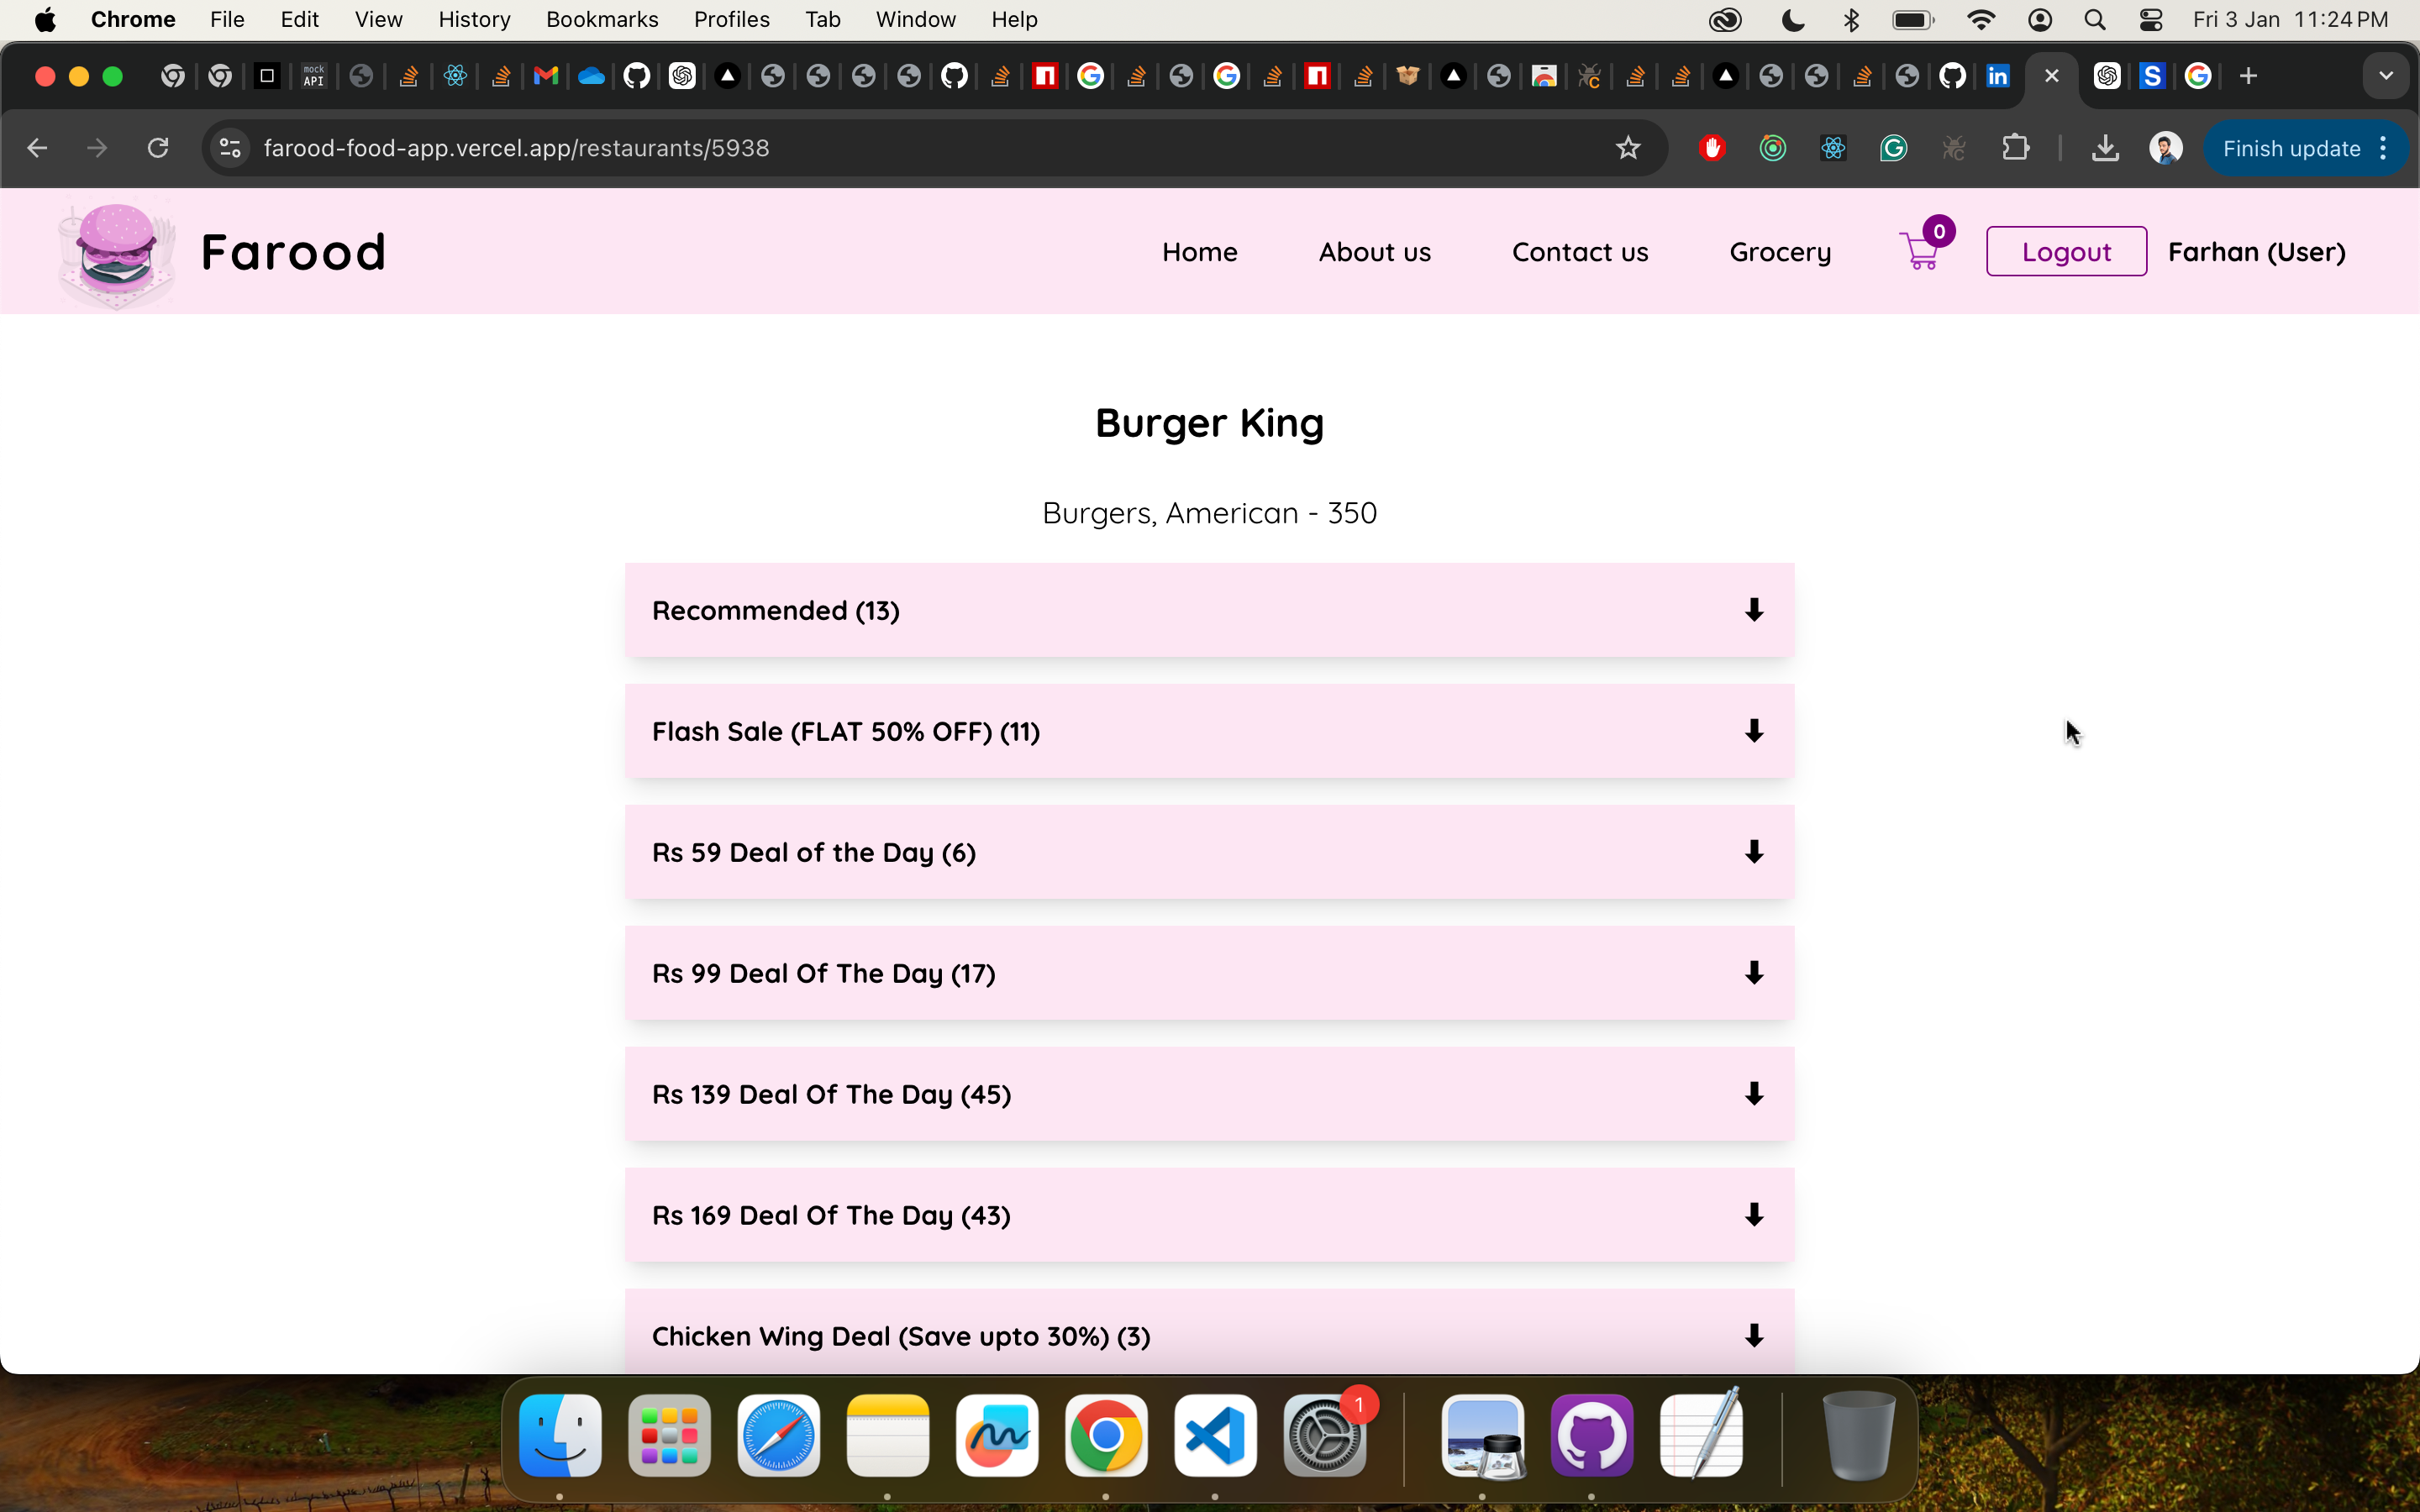 Chrome File Edit View History Bookmarks Profiles Tab Window Help Fri 3 Jan 11:24 PM
mock API
farood-food-app.vercel.app/restaurants/5938 Finish update
Farood Home About us Contact us Grocery 0 Logout Farhan (User)
Burger King
Burgers, American - 350
Recommended (13)
Flash Sale (FLAT 50% OFF) (11)
Rs 59 Deal of the Day (6)
Rs 99 Deal Of The Day (17)
Rs 139 Deal Of The Day (45)
Rs 169 Deal Of The Day (43)
Chicken Wing Deal (Save upto 30%) (3)
1